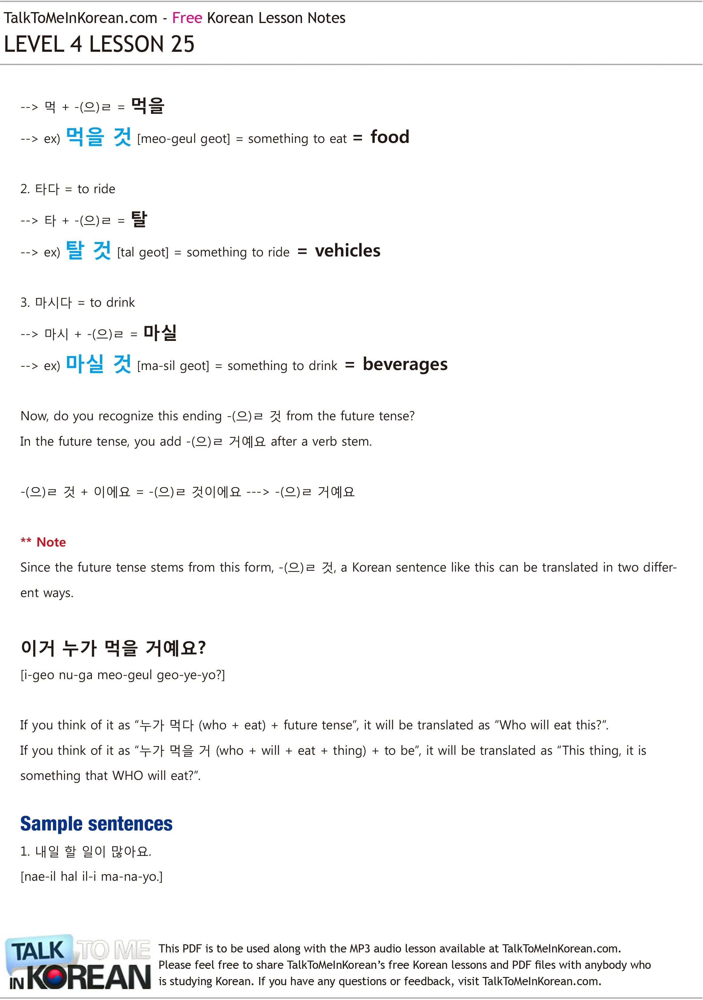 TalkToMeInKorean.com - Free Korean Lesson Notes
LEVEL 4 LESSON 25
--> 먹 + -(으)ㄹ = 먹을
--> ex) 먹을 것 [meo-geul geot] = something to eat = food
2. 타다 = to ride
--> 타 + -(으)ㄹ = 탈
--> ex) 탈 것 [tal geot] = something to ride = vehicles
3. 마시다 = to drink
--> 마시 + -(으)ㄹ = 마실
--> ex) 마실 것 [ma-sil geot] = something to drink = beverages
Now, do you recognize this ending -(으)ㄹ 것 from the future tense?
In the future tense, you add -(으)ㄹ 거예요 after a verb stem.
-(으)ㄹ 것 + 이에요 = -(으)ㄹ 것이에요 ---> -(으)ㄹ 거예요
** Note
Since the future tense stems from this form, -(으)ㄹ 것, a Korean sentence like this can be translated in two differ-
ent ways.
이거 누가 먹을 거예요?
[i-geo nu-ga meo-geul geo-ye-yo?]
If you think of it as “누가 먹다 (who + eat) + future tense”, it will be translated as “Who will eat this?”.
If you think of it as “누가 먹을 거 (who + will + eat + thing) + to be”, it will be translated as “This thing, it is
something that WHO will eat?”.
Sample sentences
1. 내일 할 일이 많아요.
[nae-il hal il-i ma-na-yo.]
TALK TO ME
IN KOREAN
This PDF is to be used along with the MP3 audio lesson available at TalkToMeInKorean.com.
Please feel free to share TalkToMeInKorean’s free Korean lessons and PDF files with anybody who
is studying Korean. If you have any questions or feedback, visit TalkToMeInKorean.com.